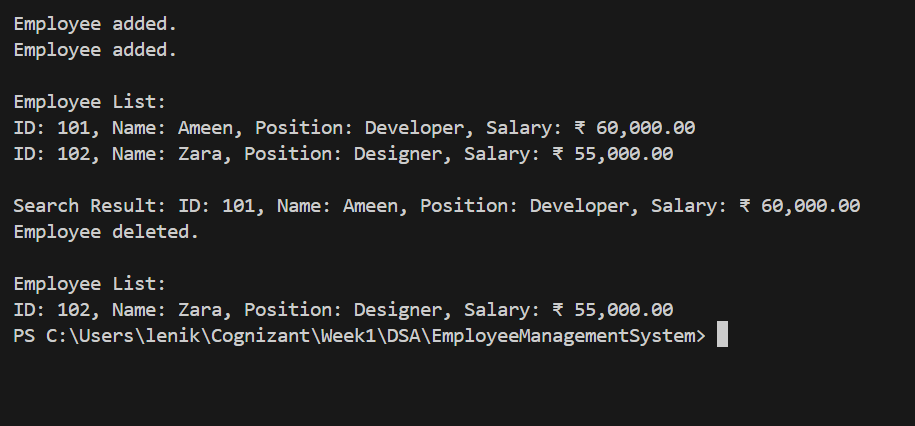 Employee added.
Employee added.
Employee List:
ID: 101, Name: Ameen, Position: Developer, Salary: ₹ 60,000.00
ID: 102, Name: Zara, Position: Designer, Salary: ₹ 55,000.00
Search Result: ID: 101, Name: Ameen, Position: Developer, Salary: ₹ 60,000.00
Employee deleted.
Employee List:
ID: 102, Name: Zara, Position: Designer, Salary: ₹ 55,000.00
PS C:\Users\lenik\Cognizant\Week1\DSA\EmployeeManagementSystem>